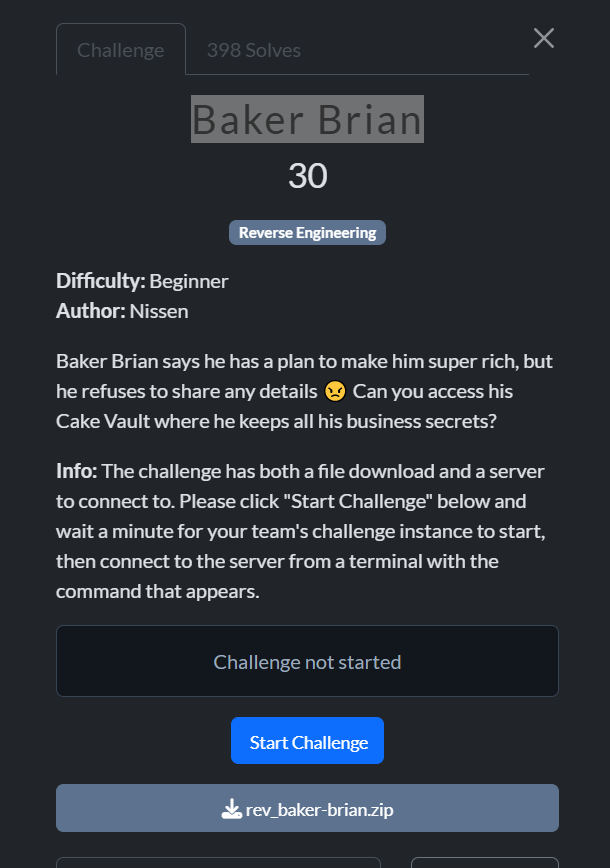 Challenge
398 Solves
Baker Brian
30
Reverse Engineering
Difficulty: Beginner
Author: Nissen
Baker Brian says he has a plan to make him super rich, but
he refuses to share any details 😠 Can you access his
Cake Vault where he keeps all his business secrets?
Info: The challenge has both a file download and a server
to connect to. Please click "Start Challenge" below and
wait a minute for your team's challenge instance to start,
then connect to the server from a terminal with the
command that appears.
Challenge not started
Start Challenge
rev_baker-brian.zip